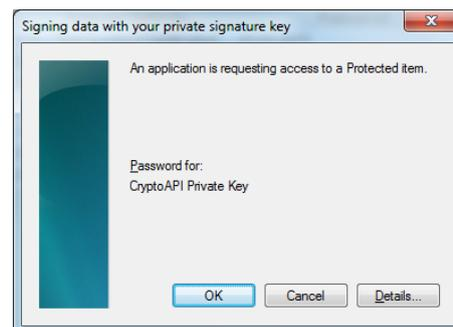 Signing data with your private signature key
An application is requesting access to a Protected item.
Password for:
CryptoAPI Private Key
OK
Cancel
Details...